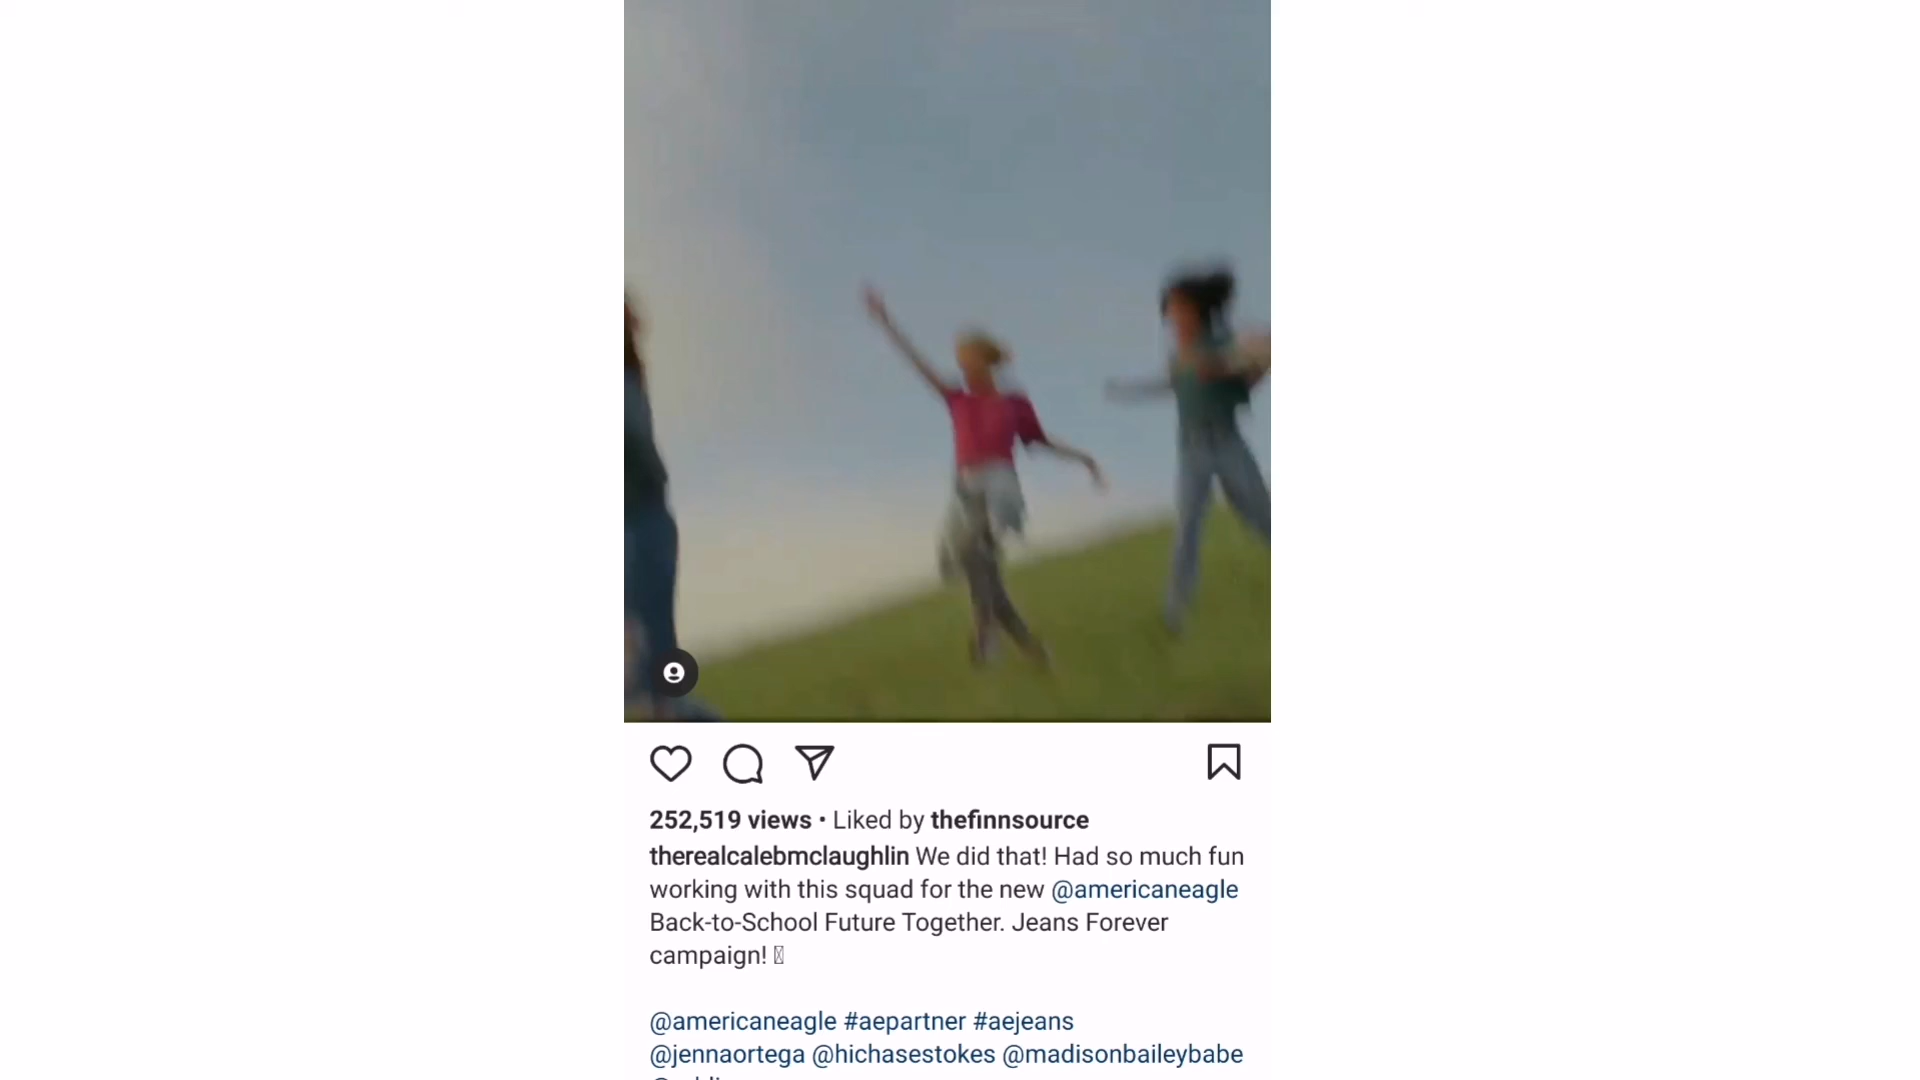 252,519 views • Liked by thefinnsource
therealcalebmclaughlin We did that! Had so much fun
working with this squad for the new @americaneagle
Back-to-School Future Together. Jeans Forever
campaign!
@americaneagle #aepartner #aejeans
@jennaortega @hichasestokes @madisonbaileybabe